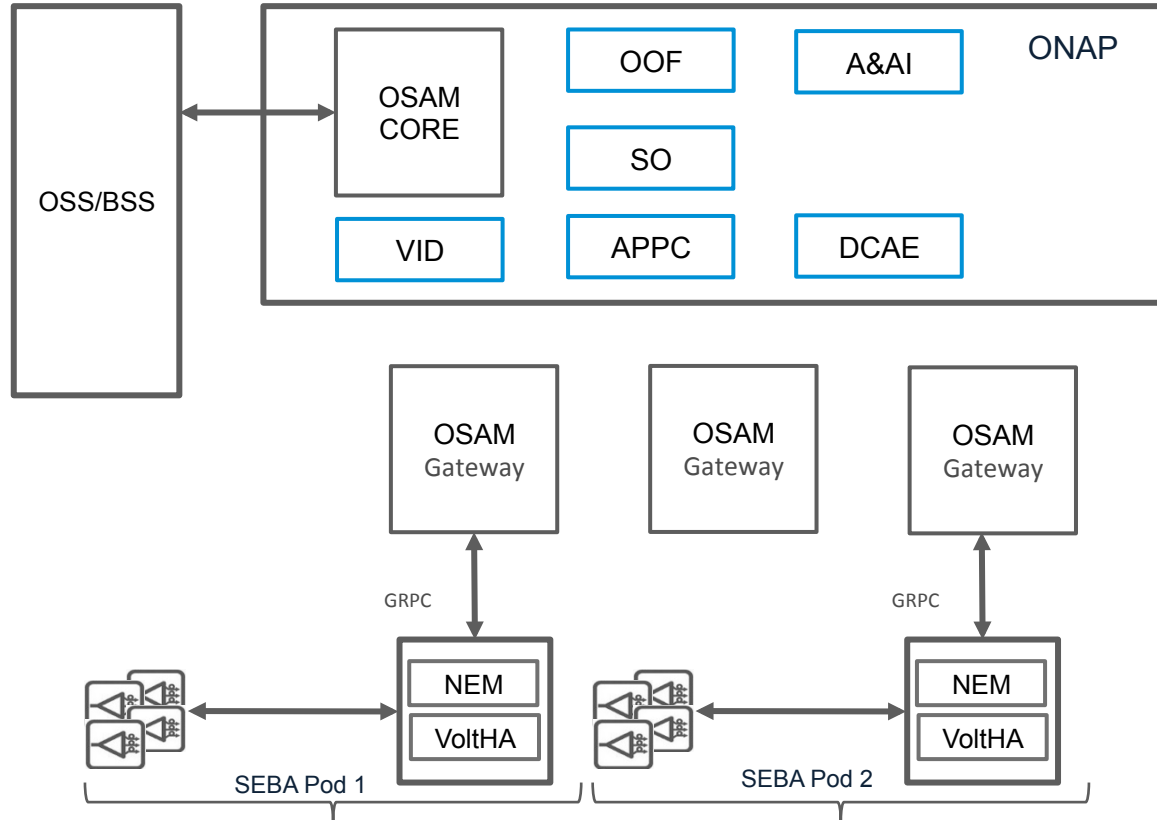 OSS/BSS
ONAP
OSAM
CORE
OOF
A&AI
SO
VID
APPC
DCAE
OSAM
Gateway
OSAM
Gateway
OSAM
Gateway
GRPC
GRPC
NEM
VoltHA
NEM
VoltHA
SEBA Pod 1
SEBA Pod 2